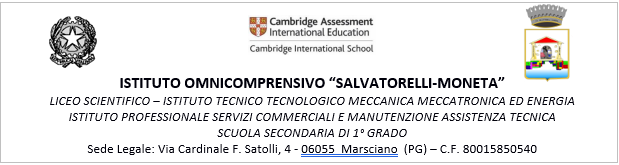 Cambridge Assessment
International Education
Cambridge International School
ISTITUTO OMNICOMPRENSIVO “SALVATORELLI-MONETA”
LICEO SCIENTIFICO – ISTITUTO TECNICO TECNOLOGICO MECCANICA MECCATRONICA ED ENERGIA
ISTITUTO PROFESSIONALE SERVIZI COMMERCIALI E MANUTENZIONE ASSISTENZA TECNICA
SCUOLA SECONDARIA DI 1° GRADO
Sede Legale: Via Cardinale F. Satolli, 4 - 06055 Marsciano (PG) – C.F. 80015850540